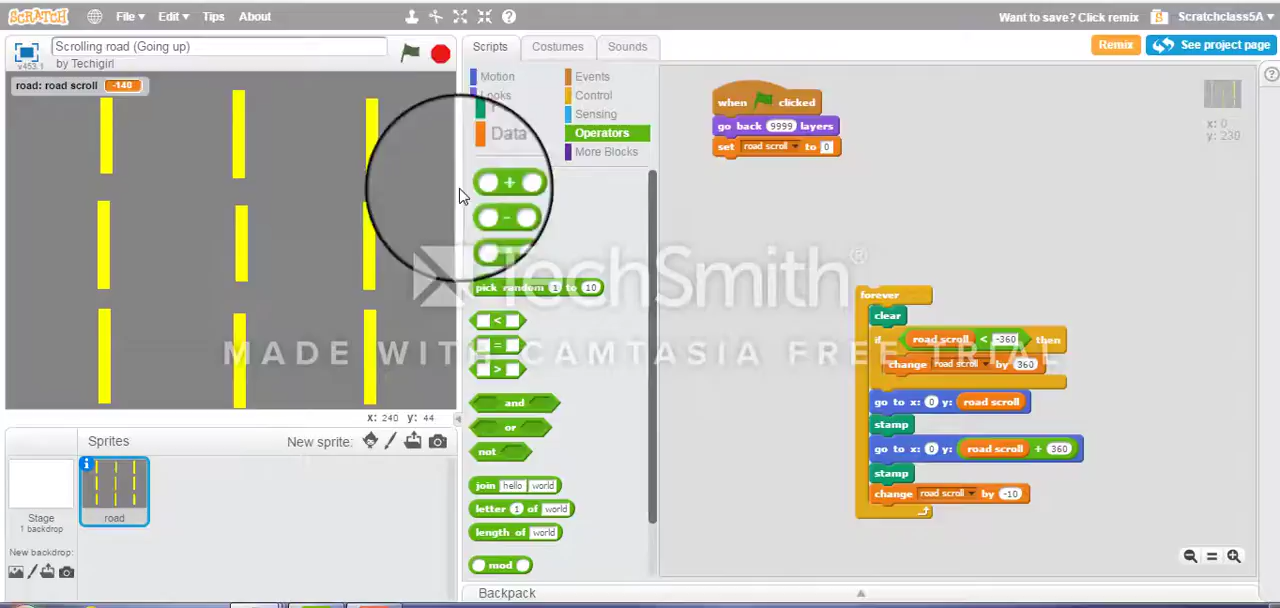 SCRATCH File Edit Tips About Want to save? Click remix Scratchclass5A
Scrolling road (Going up)
v453.1 by Techigirl
Scripts Costumes Sounds
Remix See project page
road: road scroll -140
Motion Events
Looks Control
Sensing
Data Operators
More Blocks
+
-
pick random 1 to 10
<
=
>
and
or
not
join hello world
letter 1 of world
length of world
mod
when clicked
go back 9999 layers
set road scroll to 0
x: 0
y: 230
forever
clear
if road scroll < -360 then
change road scroll by 360
go to x: 0 y: road scroll
stamp
go to x: 0 y: road scroll + 360
stamp
change road scroll by -10
TechSmith®
MADE WITH CAMTASIA FREE TRIAL
x: 240 y: 44
Sprites New sprite:
Stage
1 backdrop
road
New backdrop:
Backpack